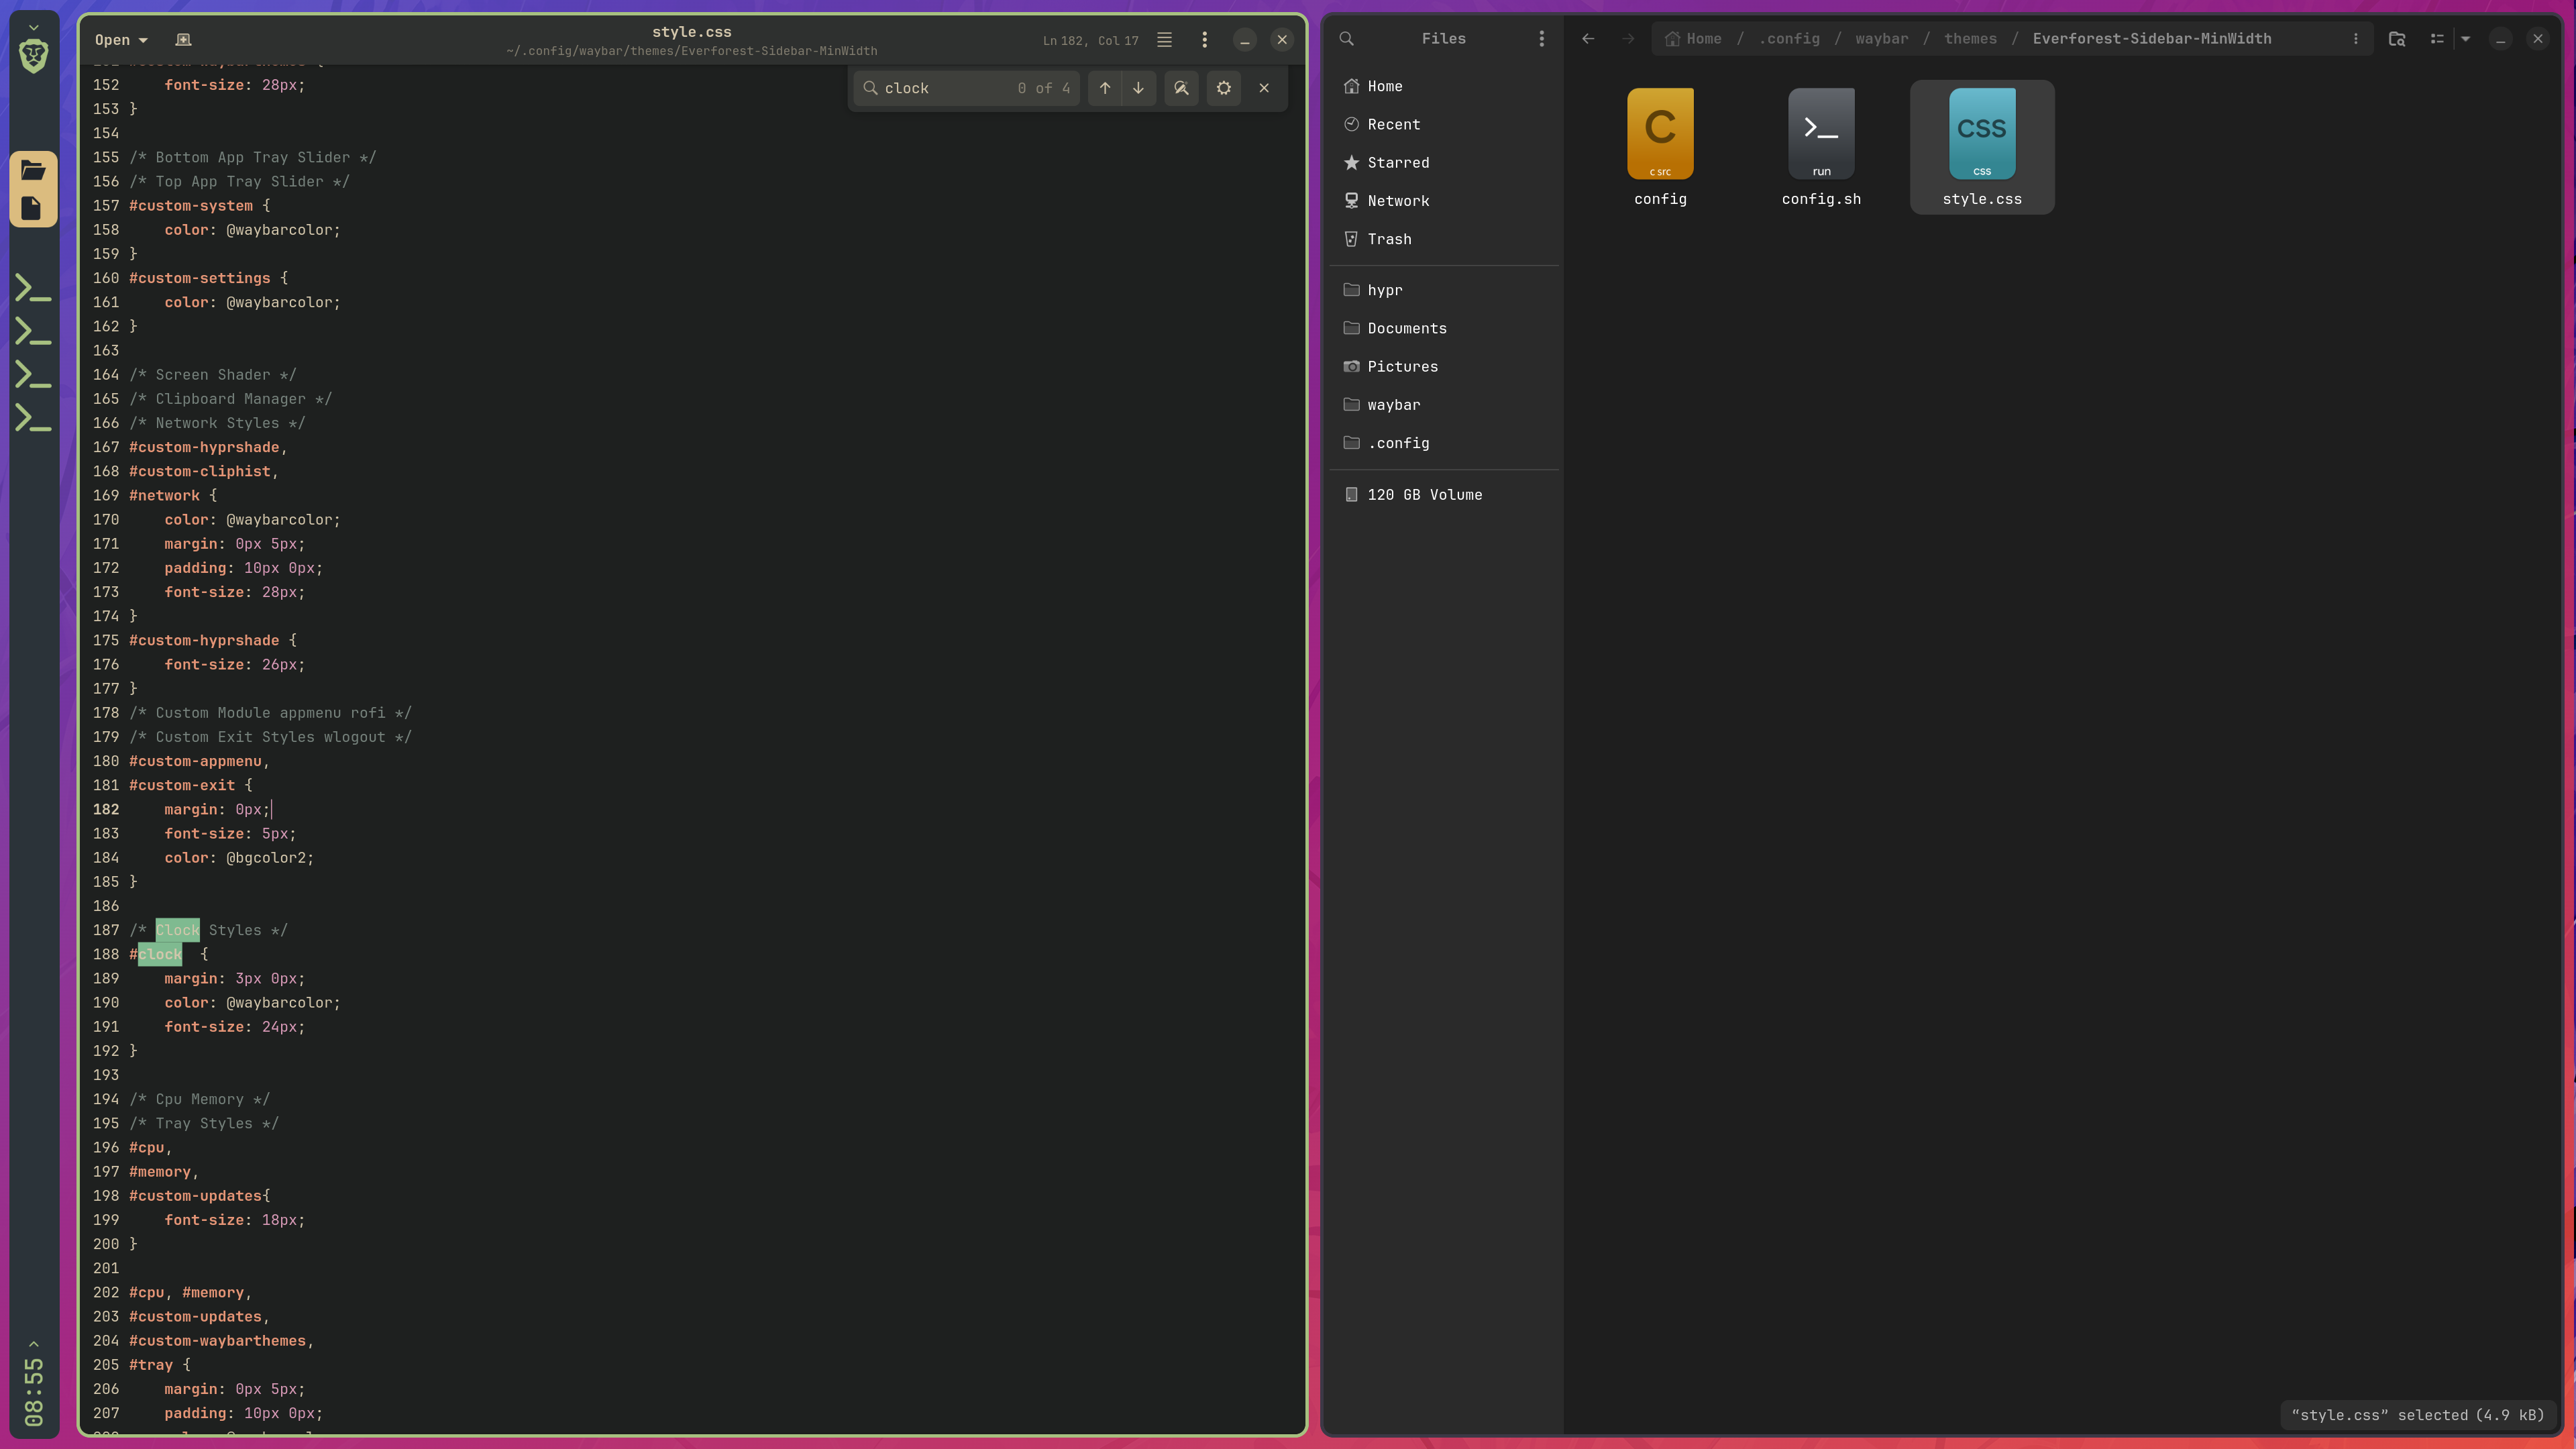 08:55
Open
style.css
~/.config/waybar/themes/Everforest-Sidebar-MinWidth
Ln 182, Col 17
clock 0 of 4
152 font-size: 28px;
153 }
154
155 /* Bottom App Tray Slider */
156 /* Top App Tray Slider */
157 #custom-system {
158 color: @waybarcolor;
159 }
160 #custom-settings {
161 color: @waybarcolor;
162 }
163
164 /* Screen Shader */
165 /* Clipboard Manager */
166 /* Network Styles */
167 #custom-hyprshade,
168 #custom-cliphist,
169 #network {
170 color: @waybarcolor;
171 margin: 0px 5px;
172 padding: 10px 0px;
173 font-size: 28px;
174 }
175 #custom-hyprshade {
176 font-size: 26px;
177 }
178 /* Custom Module appmenu rofi */
179 /* Custom Exit Styles wlogout */
180 #custom-appmenu,
181 #custom-exit {
182 margin: 0px;
183 font-size: 5px;
184 color: @bgcolor2;
185 }
186
187 /* Clock Styles */
188 #clock {
189 margin: 3px 0px;
190 color: @waybarcolor;
191 font-size: 24px;
192 }
193
194 /* Cpu Memory */
195 /* Tray Styles */
196 #cpu,
197 #memory,
198 #custom-updates{
199 font-size: 18px;
200 }
201
202 #cpu, #memory,
203 #custom-updates,
204 #custom-waybarthemes,
205 #tray {
206 margin: 0px 5px;
207 padding: 10px 0px;
Files
Home
Recent
Starred
Network
Trash
hypr
Documents
Pictures
waybar
.config
120 GB Volume
Home / .config / waybar / themes / Everforest-Sidebar-MinWidth
C
c src
config
>_
run
config.sh
CSS
css
style.css
“style.css” selected (4.9 kB)